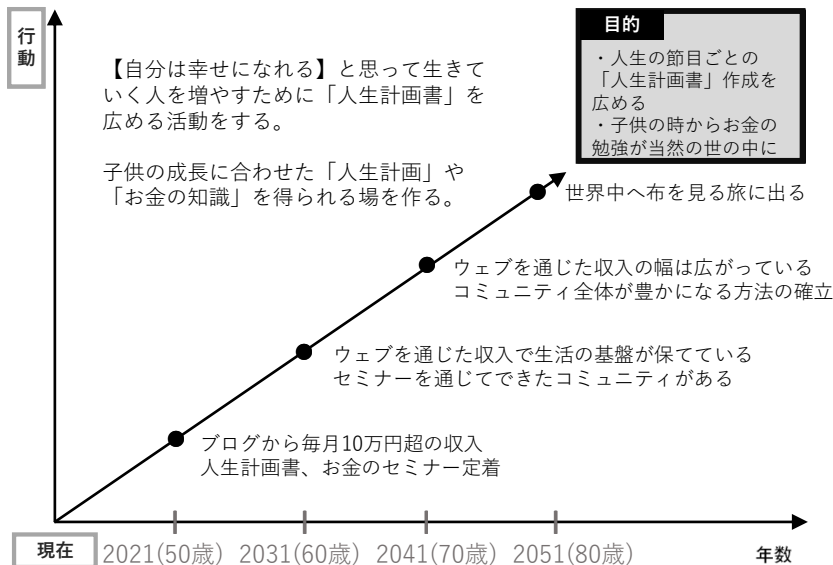 行動
目的
・人生の節目ごとの
「人生計画書」作成を
広める
・子供の時からお金の
勉強が当然の世の中に
【自分は幸せになれる】と思って生きて
いく人を増やすために「人生計画書」を
広める活動をする。
子供の成長に合わせた「人生計画」や
「お金の知識」を得られる場を作る。
世界中へ布を見る旅に出る
ウェブを通じた収入の幅は広がっている
コミュニティ全体が豊かになる方法の確立
ウェブを通じた収入で生活の基盤が保てている
セミナーを通じてできたコミュニティがある
ブログから毎月10万円超の収入
人生計画書、お金のセミナー定着
現在 2021(50歳) 2031(60歳) 2041(70歳) 2051(80歳) 年数